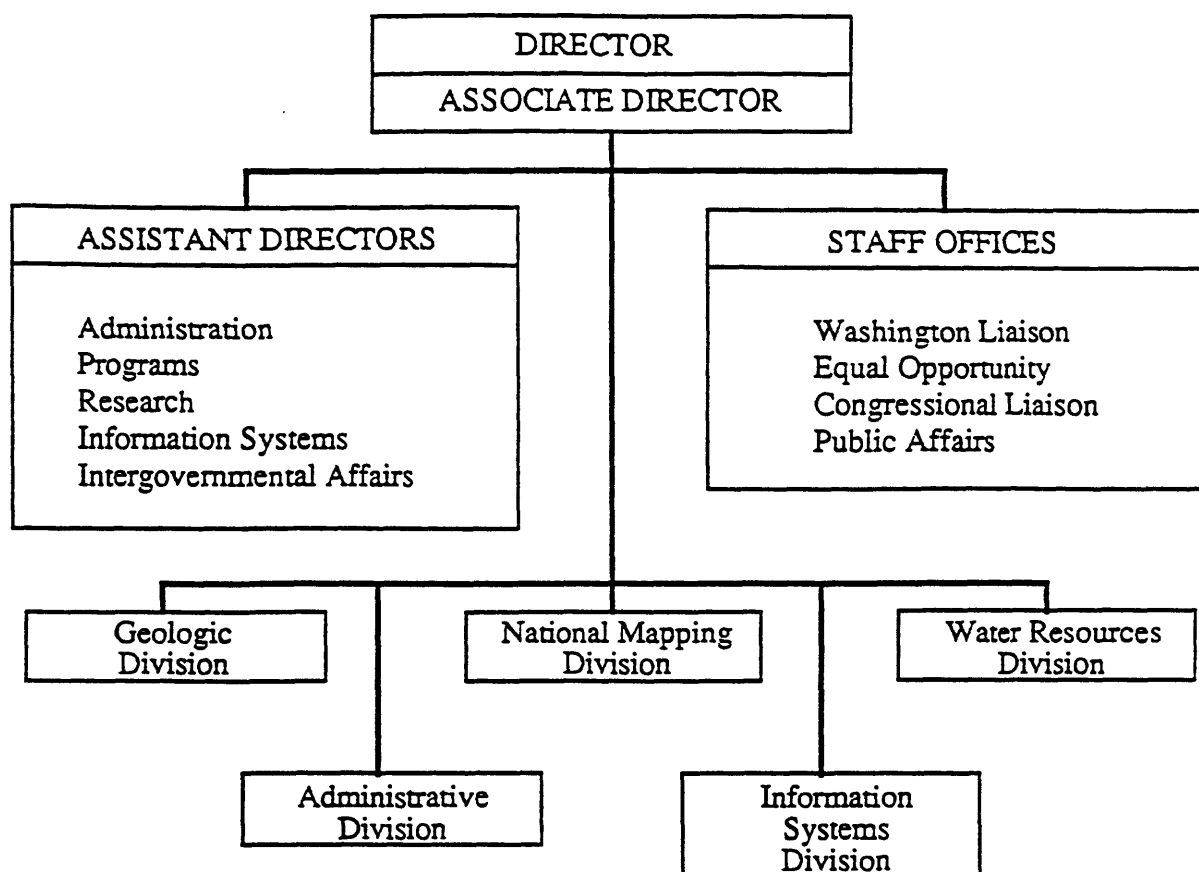 DIRECTOR
ASSOCIATE DIRECTOR
ASSISTANT DIRECTORS
Administration
Programs
Research
Information Systems
Intergovernmental Affairs
STAFF OFFICES
Washington Liaison
Equal Opportunity
Congressional Liaison
Public Affairs
Geologic
Division
National Mapping
Division
Water Resources
Division
Administrative
Division
Information
Systems
Division